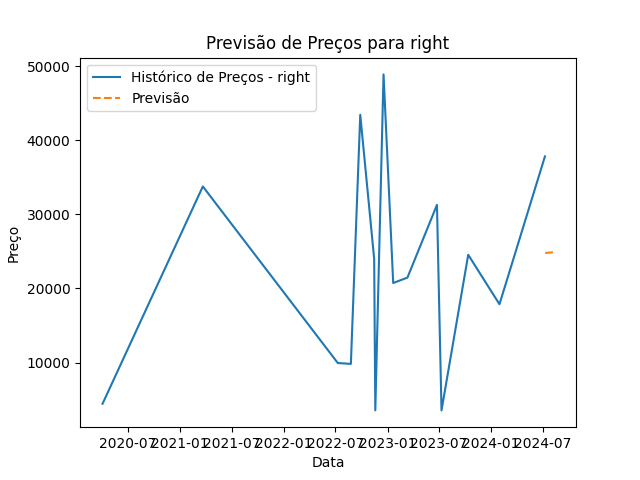 Previsão de Preços para right
Histórico de Preços - right
Previsão
50000
40000
30000
20000
10000
Preço
2020-07 2021-01 2021-07 2022-01 2022-07 2023-01 2023-07 2024-01 2024-07
Data